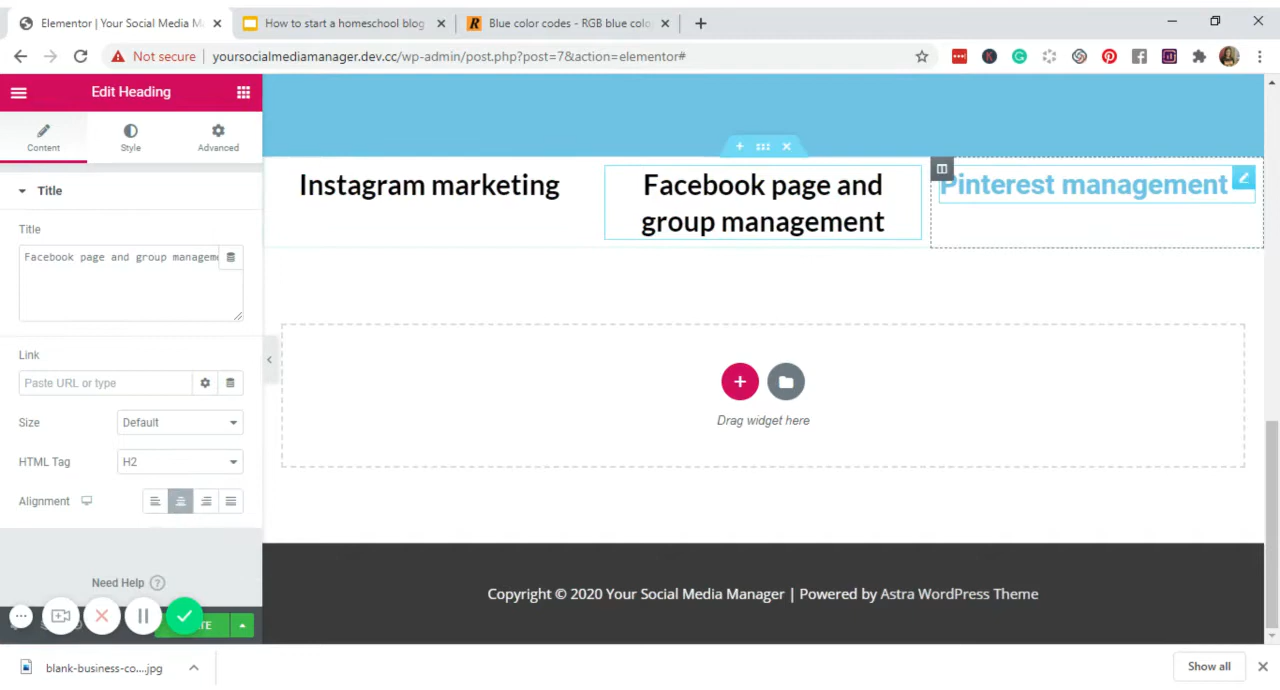 Elementor | Your Social Media M
How to start a homeschool blog
Blue color codes - RGB blue colo
Not secure
yoursocialmediamanager.dev.cc/wp-admin/post.php?post=7&action=elementor#
Edit Heading
Content
Style
Advanced
Title
Title
Facebook page and group managem
Link
Paste URL or type
Size
Default
HTML Tag
H2
Alignment
Need Help
Instagram marketing
Facebook page and
group management
Pinterest management
Drag widget here
Copyright © 2020 Your Social Media Manager | Powered by Astra WordPress Theme
blank-business-co....jpg
Show all